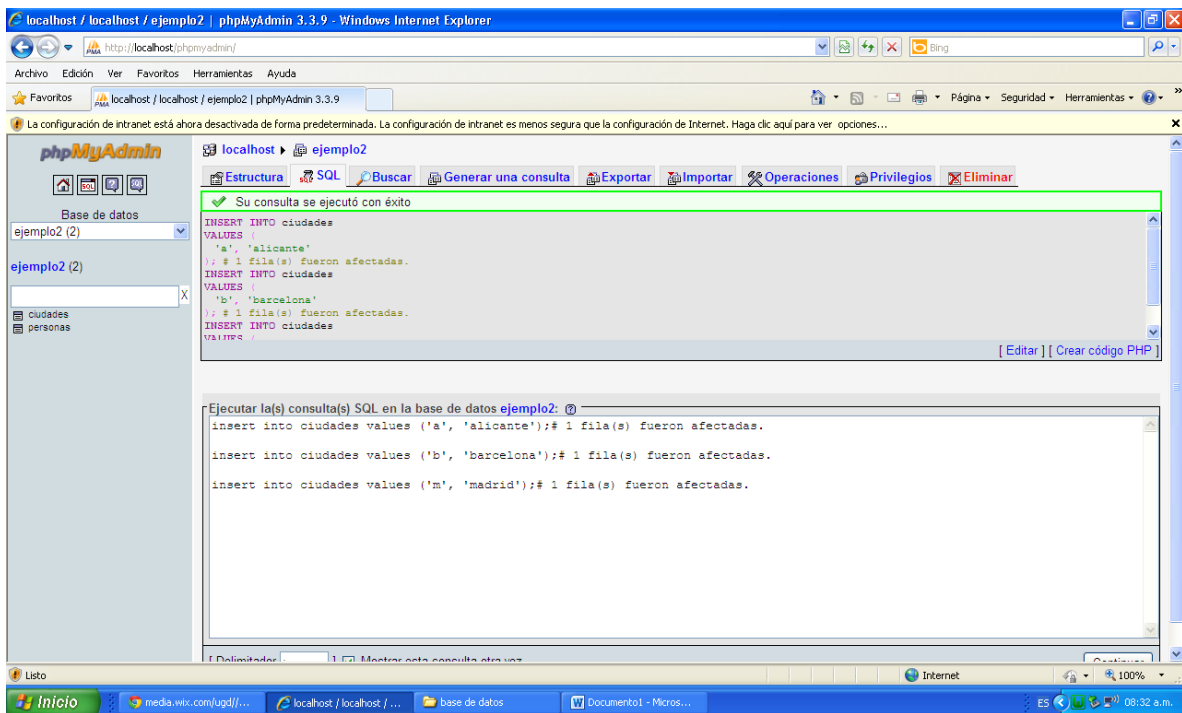 localhost / localhost / ejemplo2 | phpMyAdmin 3.3.9 - Windows Internet Explorer
http://localhost/phpmyadmin/
Bing
Archivo Edición Ver Favoritos Herramientas Ayuda
Favoritos localhost / localhost / ejemplo2 | phpMyAdmin 3.3.9 Página Seguridad Herramientas
La configuración de intranet está ahora desactivada de forma predeterminada. La configuración de intranet es menos segura que la configuración de Internet. Haga clic aquí para ver opciones...
phpMyAdmin
Base de datos
ejemplo2 (2)
ejemplo2 (2)
X
ciudades
personas
localhost ▸ ejemplo2
Estructura SQL Buscar Generar una consulta Exportar Importar Operaciones Privilegios Eliminar
Su consulta se ejecutó con éxito
INSERT INTO ciudades
VALUES (
'a', 'alicante'
); # 1 fila(s) fueron afectadas.
INSERT INTO ciudades
VALUES (
'b', 'barcelona'
); # 1 fila(s) fueron afectadas.
INSERT INTO ciudades
VALUES (
[ Editar ] [ Crear código PHP ]
Ejecutar la(s) consulta(s) SQL en la base de datos ejemplo2:
insert into ciudades values ('a', 'alicante');# 1 fila(s) fueron afectadas.
insert into ciudades values ('b', 'barcelona');# 1 fila(s) fueron afectadas.
insert into ciudades values ('m', 'madrid');# 1 fila(s) fueron afectadas.
[ Delimitador ] Mostrar esta consulta otra vez
Continuar
Listo Internet 100%
Inicio media.wix.com/ugd//... localhost / localhost / ... base de datos Documento1 - Micros... ES 08:32 a.m.